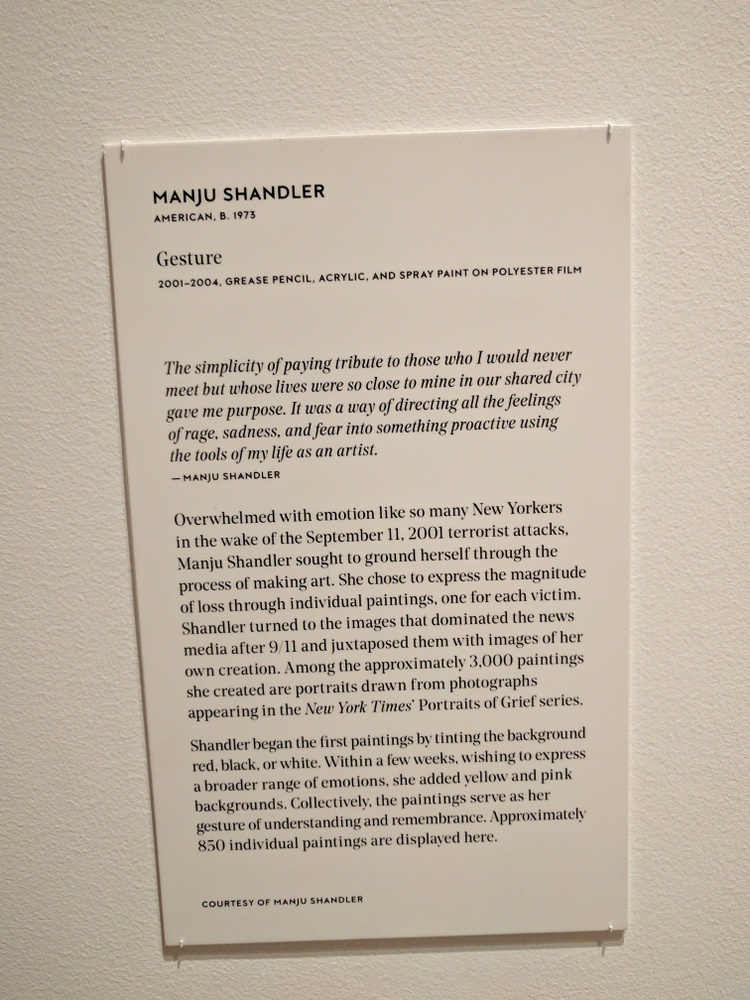 MANJU SHANDLER
AMERICAN, B. 1973
Gesture
2001–2004, GREASE PENCIL, ACRYLIC, AND SPRAY PAINT ON POLYESTER FILM
The simplicity of paying tribute to those who I would never
meet but whose lives were so close to mine in our shared city
gave me purpose. It was a way of directing all the feelings
of rage, sadness, and fear into something proactive using
the tools of my life as an artist.
— MANJU SHANDLER
Overwhelmed with emotion like so many New Yorkers
in the wake of the September 11, 2001 terrorist attacks,
Manju Shandler sought to ground herself through the
process of making art. She chose to express the magnitude
of loss through individual paintings, one for each victim.
Shandler turned to the images that dominated the news
media after 9/11 and juxtaposed them with images of her
own creation. Among the approximately 3,000 paintings
she created are portraits drawn from photographs
appearing in the New York Times' Portraits of Grief series.
Shandler began the first paintings by tinting the background
red, black, or white. Within a few weeks, wishing to express
a broader range of emotions, she added yellow and pink
backgrounds. Collectively, the paintings serve as her
gesture of understanding and remembrance. Approximately
850 individual paintings are displayed here.
COURTESY OF MANJU SHANDLER